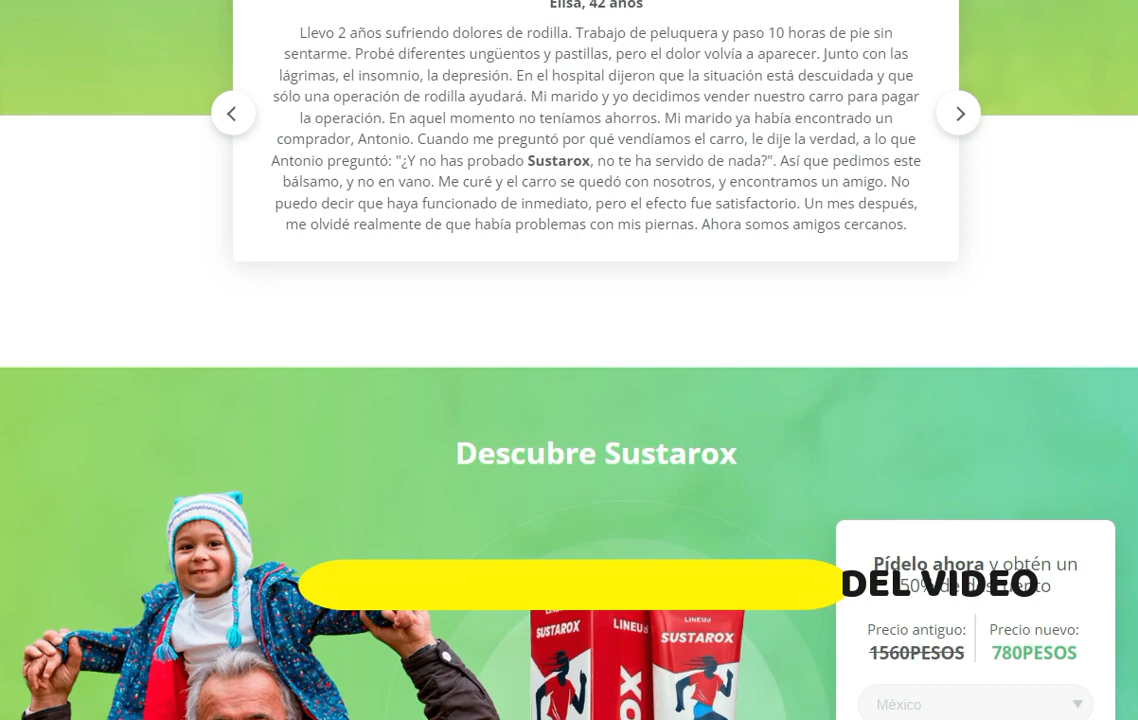 Elisa, 42 años
Llevo 2 años sufriendo dolores de rodilla. Trabajo de peluquera y paso 10 horas de pie sin
sentarme. Probé diferentes ungüentos y pastillas, pero el dolor volvía a aparecer. Junto con las
lágrimas, el insomnio, la depresión. En el hospital dijeron que la situación está descuidada y que
sólo una operación de rodilla ayudará. Mi marido y yo decidimos vender nuestro carro para pagar
la operación. En aquel momento no teníamos ahorros. Mi marido ya había encontrado un
comprador, Antonio. Cuando me preguntó por qué vendíamos el carro, le dije la verdad, a lo que
Antonio preguntó: "¿Y no has probado Sustarox, no te ha servido de nada?". Así que pedimos este
bálsamo, y no en vano. Me curé y el carro se quedó con nosotros, y encontramos un amigo. No
puedo decir que haya funcionado de inmediato, pero el efecto fue satisfactorio. Un mes después,
me olvidé realmente de que había problemas con mis piernas. Ahora somos amigos cercanos.
Descubre Sustarox
Pídelo ahora y obtén un
50% de descuento
DEL VIDEO
Precio antiguo: Precio nuevo:
1560PESOS 780PESOS
México
SUSTAROX
SUSTAROX